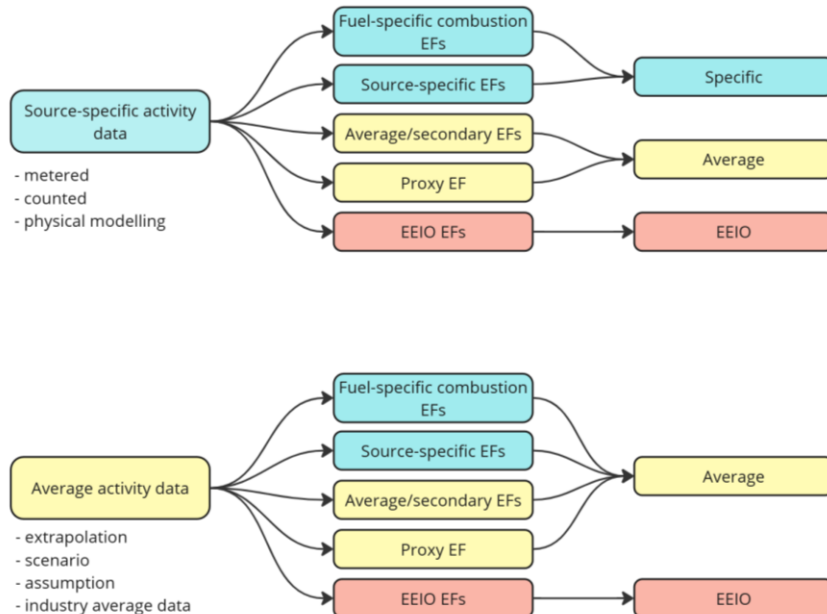 Fuel-specific combustion
EFs
Source-specific EFs
Specific
Source-specific activity
data
Average/secondary EFs
Average
- metered
- counted
- physical modelling
Proxy EF
EEIO EFs
EEIO
Fuel-specific combustion
EFs
Source-specific EFs
Average
Average activity data
Average/secondary EFs
- extrapolation
- scenario
- assumption
- industry average data
Proxy EF
EEIO EFs
EEIO